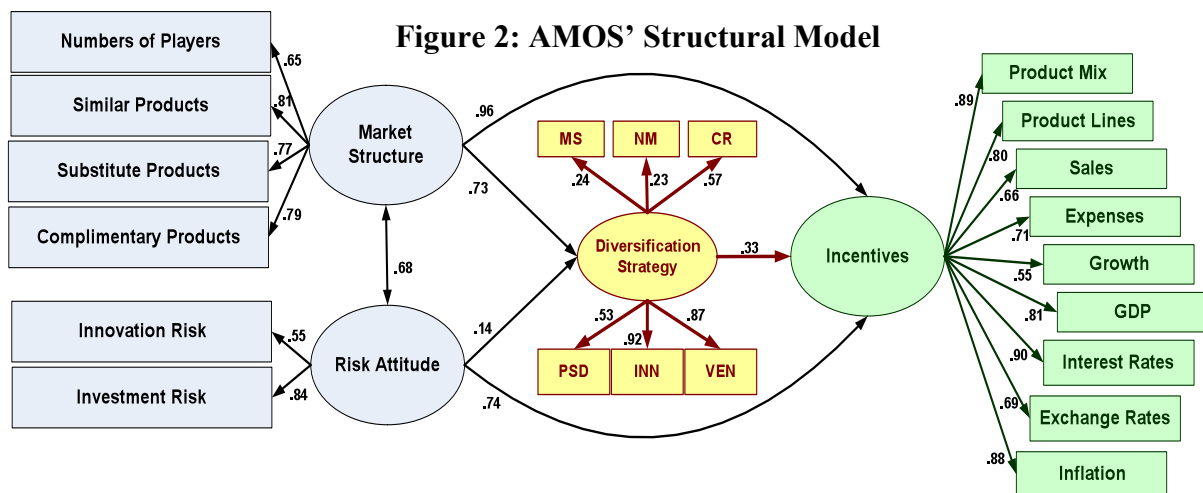 Figure 2: AMOS' Structural Model
Numbers of Players
Similar Products
Substitute Products
Complimentary Products
Innovation Risk
Investment Risk
.65
.81
.77
.79
.55
.84
Market
Structure
Risk Attitude
.68
.96
.73
.14
.74
MS
NM
CR
.24
.23
.57
Diversification
Strategy
.33
.53
.92
.87
PSD
INN
VEN
Incentives
.89
.80
.66
.71
.55
.81
.90
.69
.88
Product Mix
Product Lines
Sales
Expenses
Growth
GDP
Interest Rates
Exchange Rates
Inflation